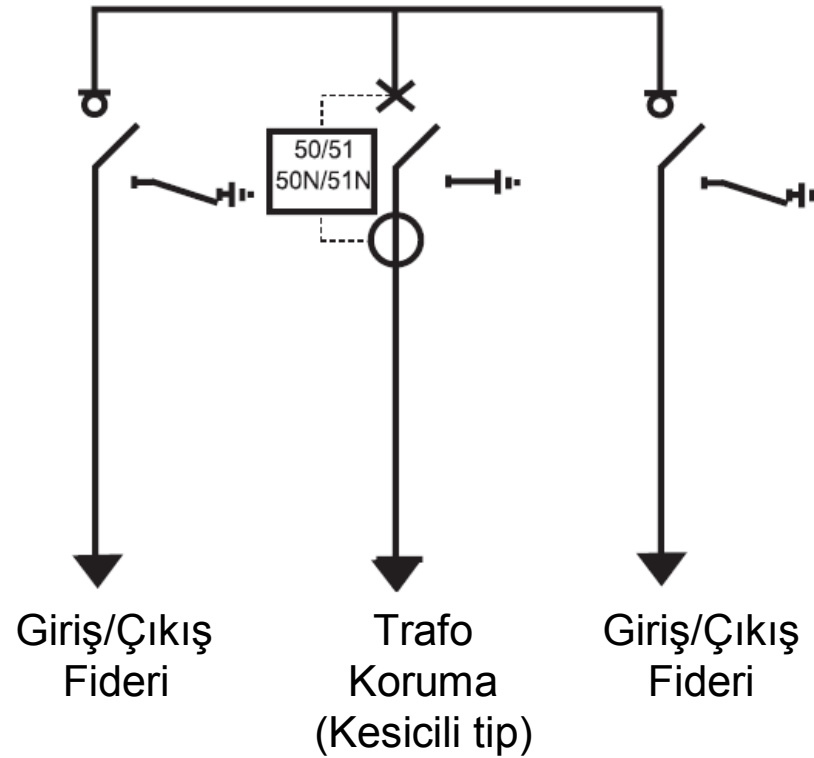 50/51
50N/51N
Giriş/Çıkış
Fideri
Trafo
Koruma
(Kesicili tip)
Giriş/Çıkış
Fideri